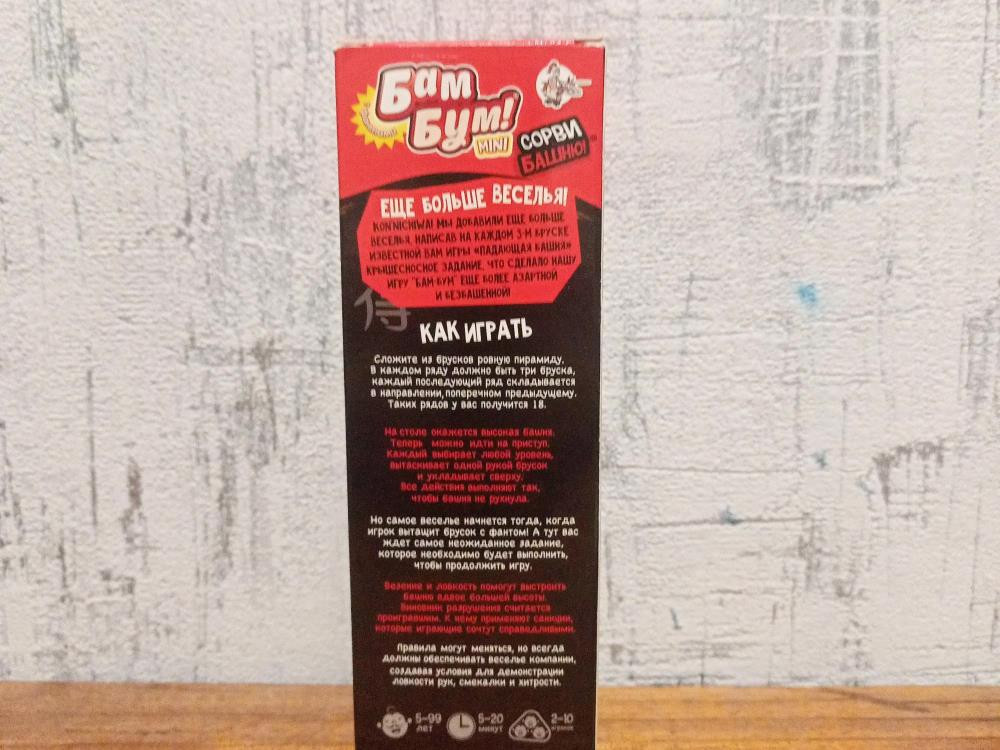 Бам
Бум!
MINI
СОРВИ
БАШНЮ!
ЕЩЕ БОЛЬШЕ ВЕСЕЛЬЯ!
KONNICHIWA! МЫ ДОБАВИЛИ ЕЩЕ БОЛЬШЕ
ВЕСЕЛЬЯ, НАПИСАВ НА КАЖДОМ 3-М БРУСКЕ
ИЗВЕСТНОЙ ВАМ ИГРЫ «ПАДАЮЩАЯ БАШНЯ»
КРЫШЕСНОСНОЕ ЗАДАНИЕ, ЧТО СДЕЛАЛО НАШУ
ИГРУ "БАМ-БУМ" ЕЩЕ БОЛЕЕ АЗАРТНОЙ
И БЕЗБАШЕННОЙ!
侍
КАК ИГРАТЬ
Сложите из брусков ровную пирамиду.
В каждом ряду должно быть три бруска,
каждый последующий ряд складывается
в направлении,поперечном предыдущему.
Таких рядов у вас получится 18.
На столе окажется высокая башня.
Теперь можно идти на приступ.
Каждый выбирает любой уровень,
вытаскивает одной рукой брусок
и укладывает сверху.
Все действия выполняют так,
чтобы башня не рухнула.
Но самое веселье начнется тогда, когда
игрок вытащит брусок с фантом! А тут вас
ждет самое неожиданное задание,
которое необходимо будет выполнить,
чтобы продолжить игру.
Везение и ловкость помогут выстроить
башню вдвое большей высоты.
Виновник разрушения считается
проигравшим. К нему применяют санкции,
которые играющие сочтут справедливыми.
Правила могут меняться, но всегда
должны обеспечивать веселье компании,
создавая условия для демонстрации
ловкости рук, смекалки и хитрости.
5-99
лет
5-20
минут
2-10
игроков